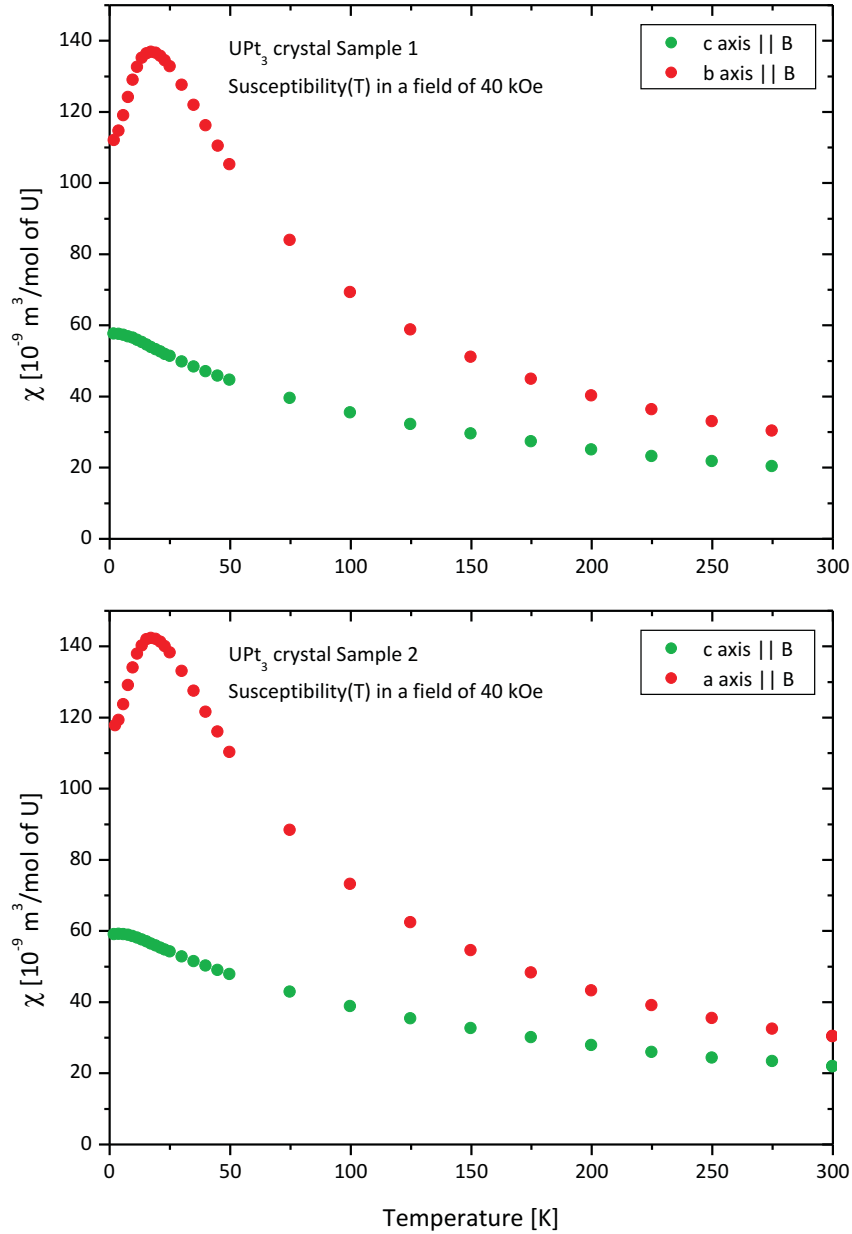 UPt₃ crystal Sample 1
Susceptibility(T) in a field of 40 kOe
c axis || B
b axis || B
χ [10⁻⁹ m³/mol of U]
140
120
100
80
60
40
20
0
0 50 100 150 200 250 300
UPt₃ crystal Sample 2
Susceptibility(T) in a field of 40 kOe
c axis || B
a axis || B
χ [10⁻⁹ m³/mol of U]
140
120
100
80
60
40
20
0
0 50 100 150 200 250 300
Temperature [K]